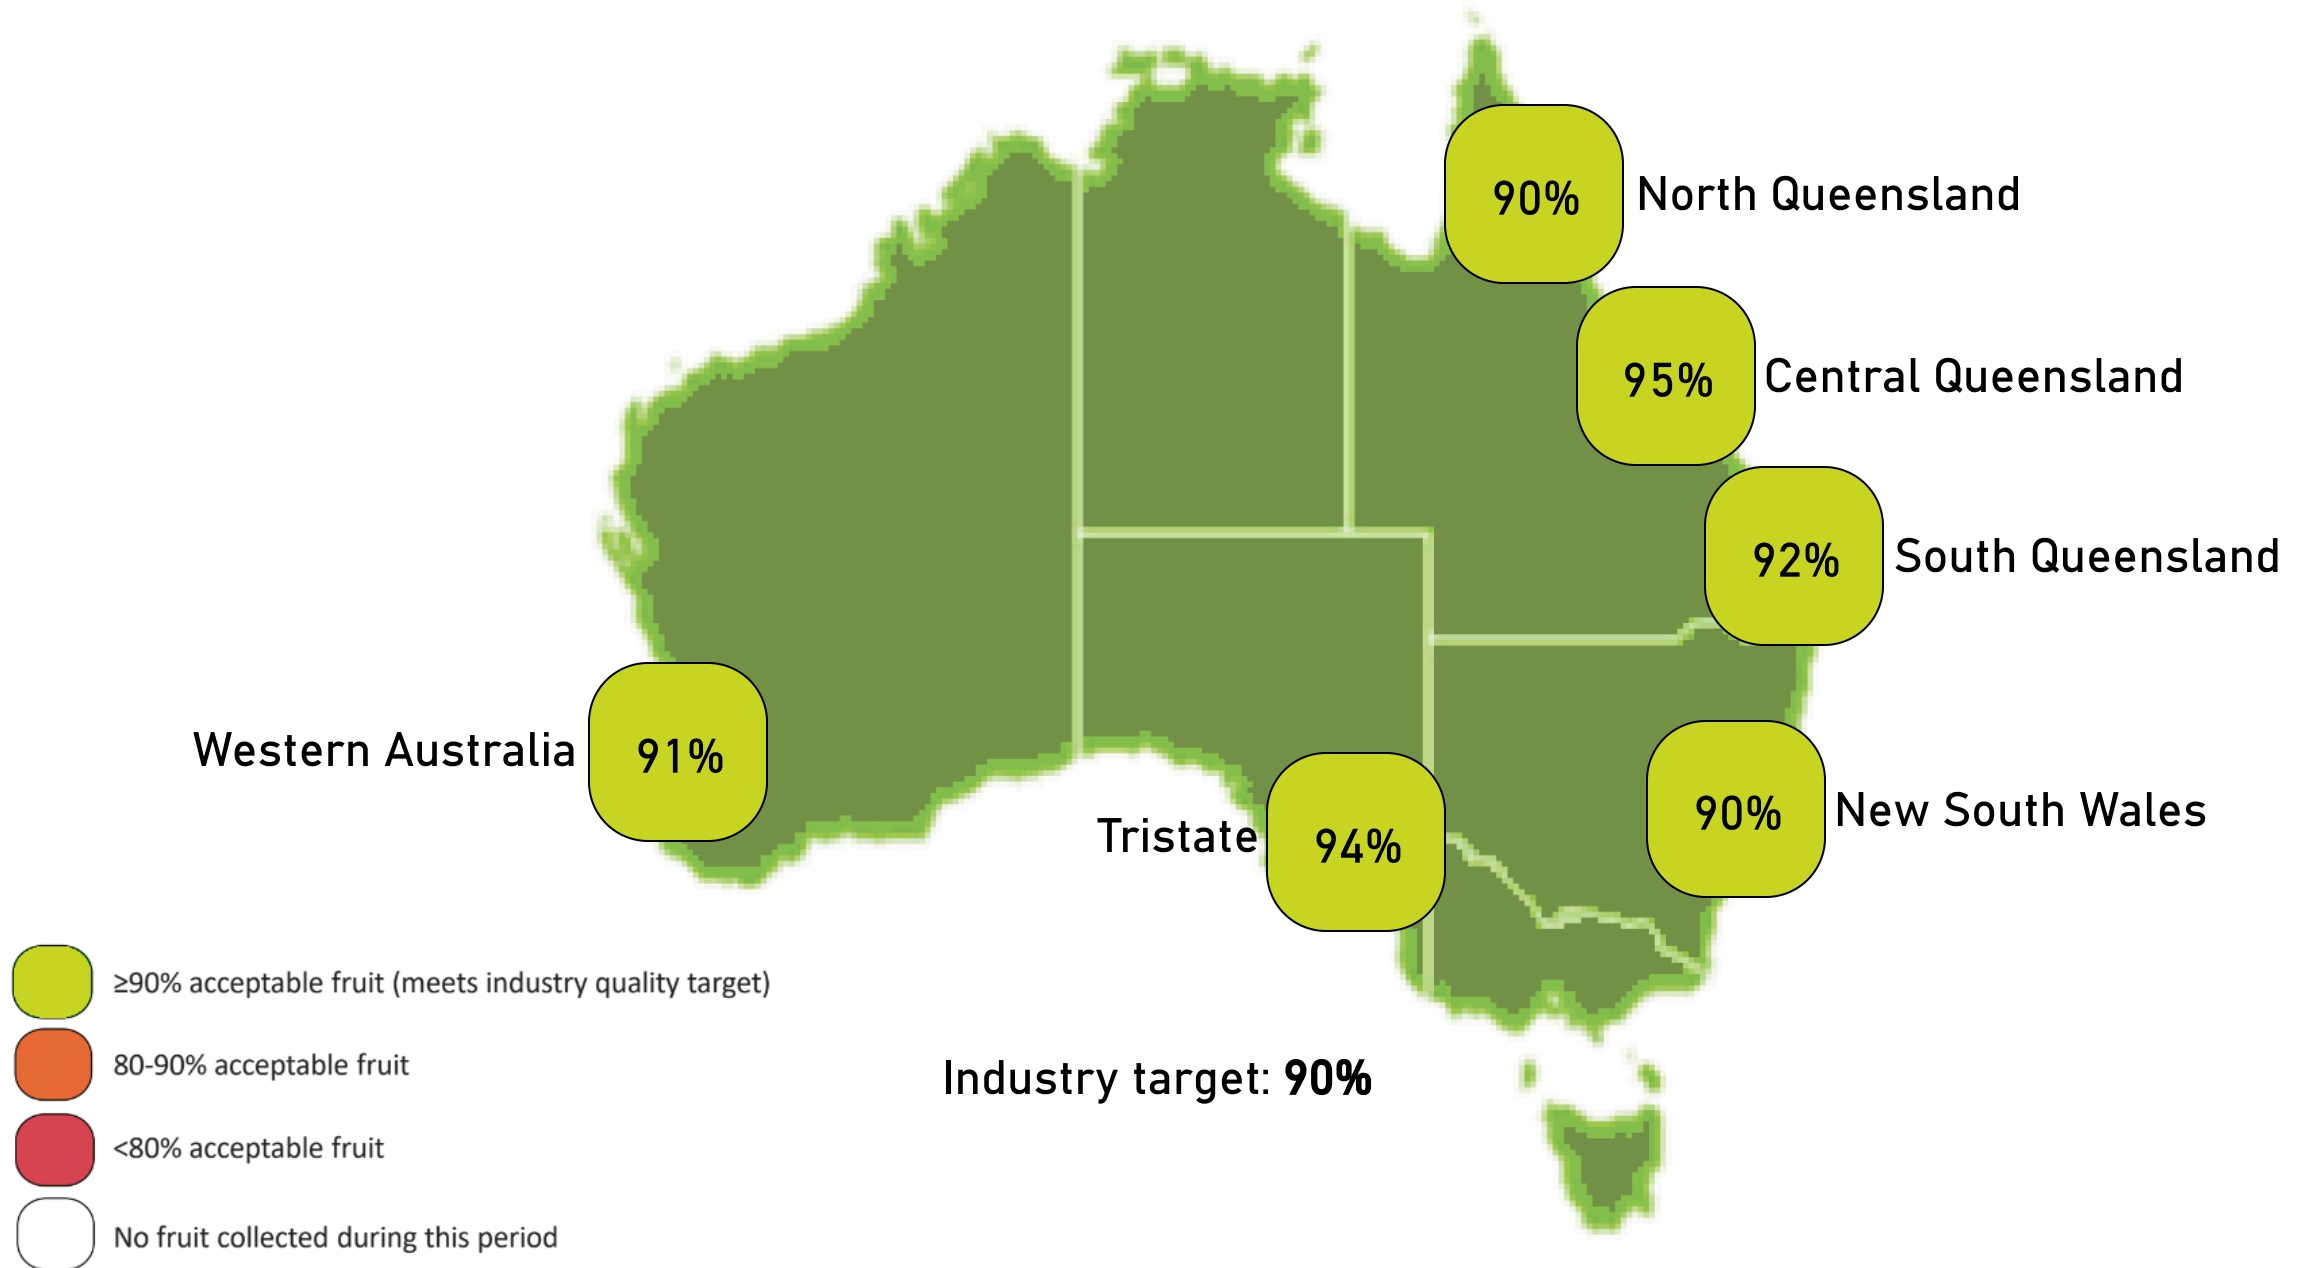 90% North Queensland
95% Central Queensland
92% South Queensland
Western Australia 91%
90% New South Wales
Tristate 94%
≥90% acceptable fruit (meets industry quality target)
80-90% acceptable fruit
Industry target: 90%
<80% acceptable fruit
No fruit collected during this period